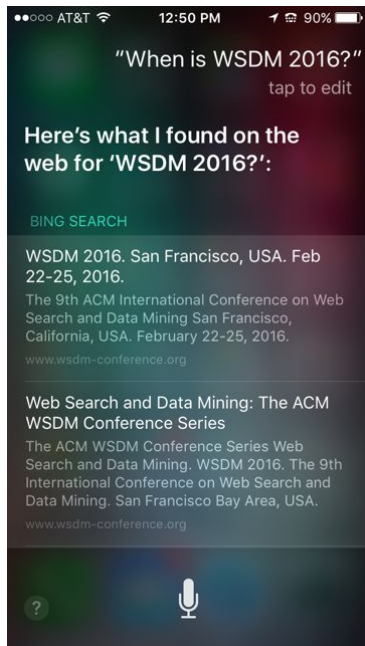 AT&T 12:50 PM 90%
“When is WSDM 2016?”
tap to edit
Here’s what I found on the
web for ‘WSDM 2016?’:
BING SEARCH
WSDM 2016. San Francisco, USA. Feb
22-25, 2016.
The 9th ACM International Conference on Web
Search and Data Mining San Francisco,
California, USA. February 22-25, 2016.
www.wsdm-conference.org
Web Search and Data Mining: The ACM
WSDM Conference Series
The ACM WSDM Conference Series Web
Search and Data Mining. WSDM 2016. The 9th
International Conference on Web Search and
Data Mining. San Francisco Bay Area, USA.
www.wsdm-conference.org
?